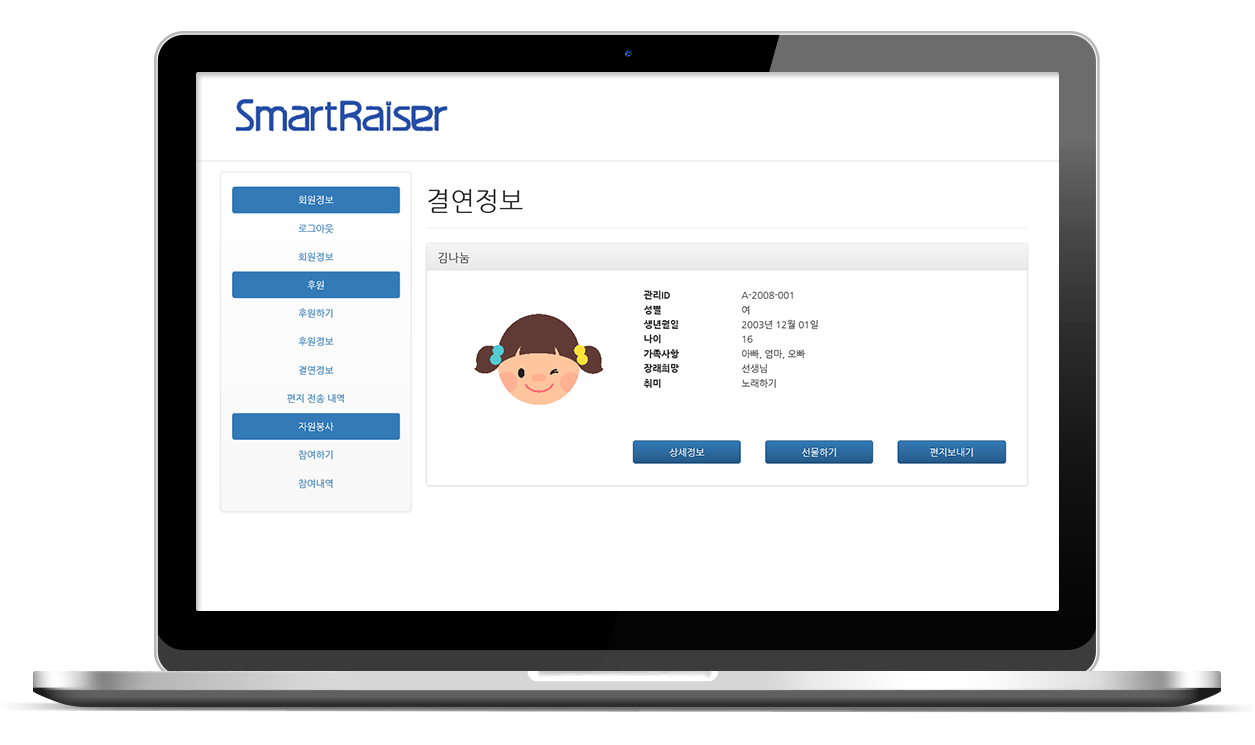 SmartRaiser
회원정보
로그아웃
회원정보
후원
후원하기
후원정보
결연정보
편지 전송 내역
자원봉사
참여하기
참여내역
결연정보
김나눔
관리ID A-2008-001
성별 여
생년월일 2003년 12월 01일
나이 16
가족사항 아빠, 엄마, 오빠
장래희망 선생님
취미 노래하기
상세정보 선물하기 편지보내기